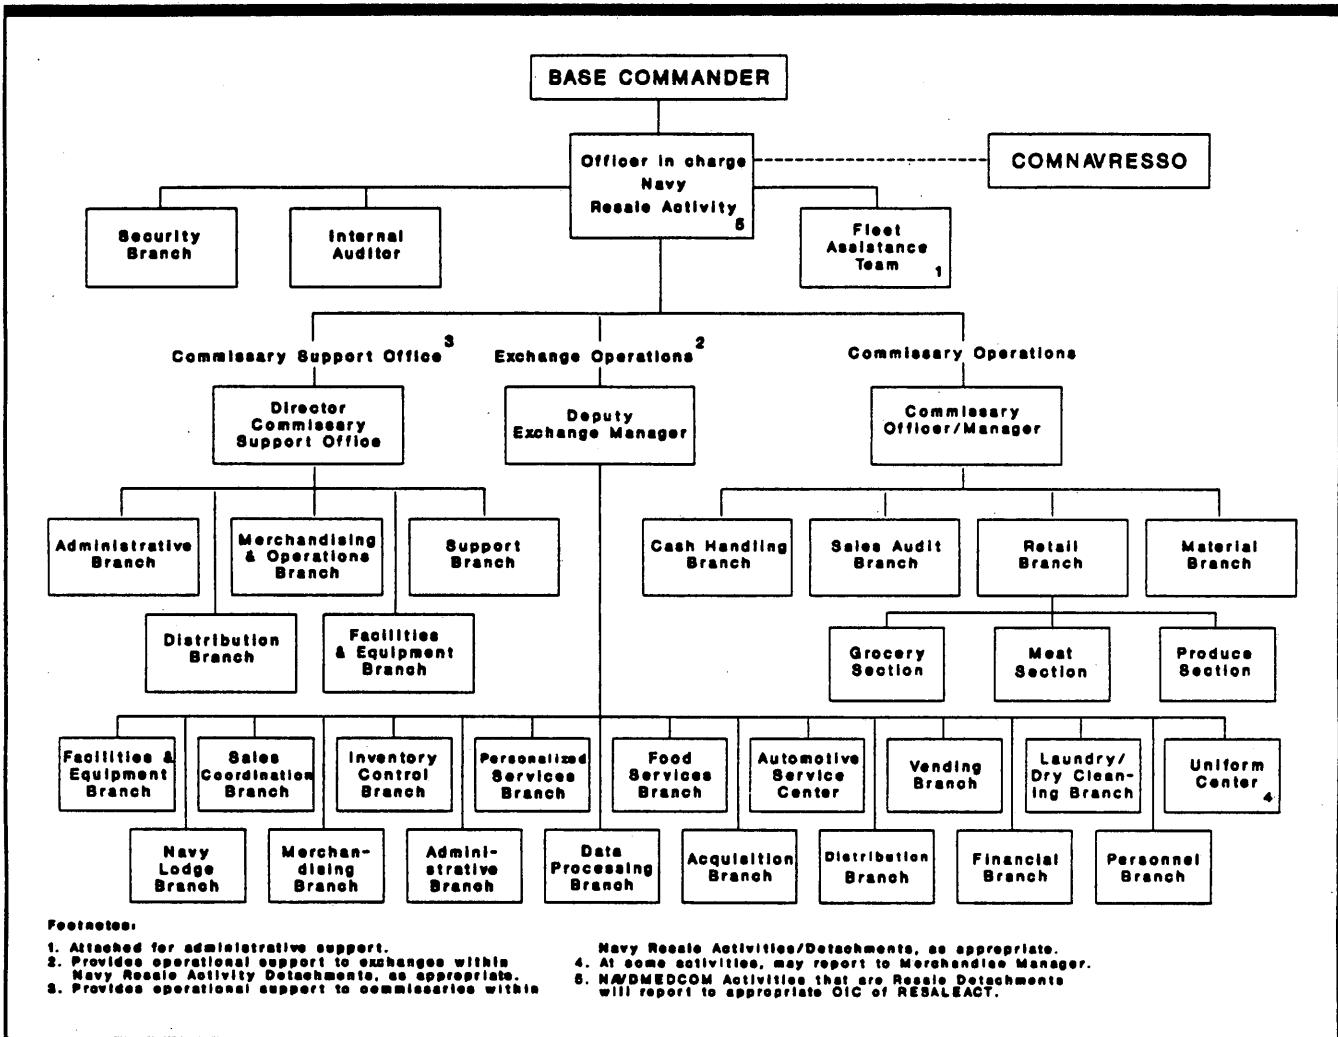 BASE COMMANDER
Officer in charge
Navy
Resale Activity
5
COMNAVRESSO
Security
Branch
Internal
Auditor
Fleet
Assistance
Team
1
Commissary Support Office 3
Exchange Operations 2
Commissary Operations
Director
Commissary
Support Office
Deputy
Exchange Manager
Commissary
Officer/Manager
Administrative
Branch
Merchandising
& Operations
Branch
Support
Branch
Cash Handling
Branch
Sales Audit
Branch
Retail
Branch
Material
Branch
Distribution
Branch
Facilities
& Equipment
Branch
Grocery
Section
Meat
Section
Produce
Section
Facilities &
Equipment
Branch
Sales
Coordination
Branch
Inventory
Control
Branch
Personalized
Services
Branch
Food
Services
Branch
Automotive
Service
Center
Vending
Branch
Laundry/
Dry Clean-
ing Branch
Uniform
Center
4
Navy
Lodge
Branch
Merchan-
dising
Branch
Admini-
strative
Branch
Data
Processing
Branch
Acquisition
Branch
Distribution
Branch
Financial
Branch
Personnel
Branch
Footnotes:
1. Attached for administrative support.
2. Provides operational support to exchanges within
Navy Resale Activity Detachments, as appropriate.
3. Provides operational support to commissaries within
Navy Resale Activities/Detachments, as appropriate.
4. At some activities, may report to Merchandise Manager.
5. NAVDMEDCOM Activities that are Resale Detachments
will report to appropriate OIC of RESALEACT.